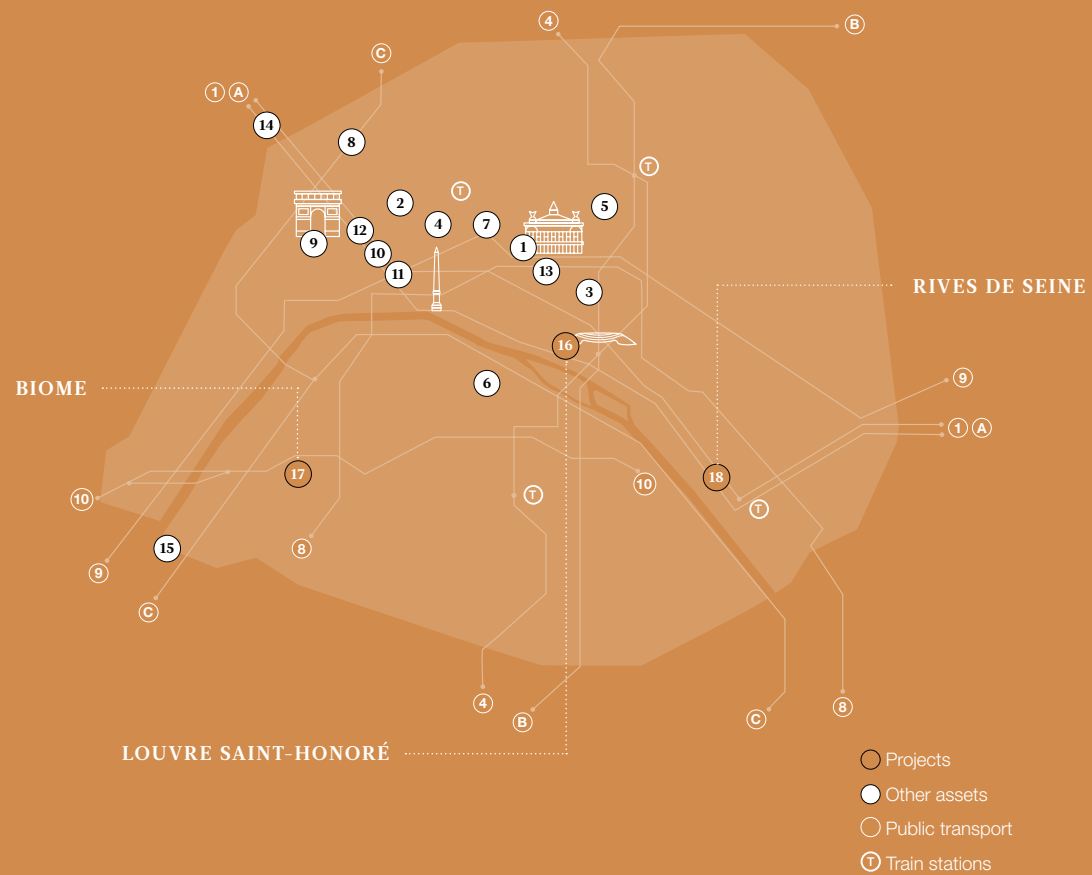 4
B
C
1 A
14
8
T
T
2
5
4
7
12
9
1
10
13
11
3
RIVES DE SEINE
16
BIOME
6
9
1 A
17
18
10
10
T
T
15
8
9
C
4
8
B
C
LOUVRE SAINT-HONORÉ
Projects
Other assets
Public transport
T Train stations